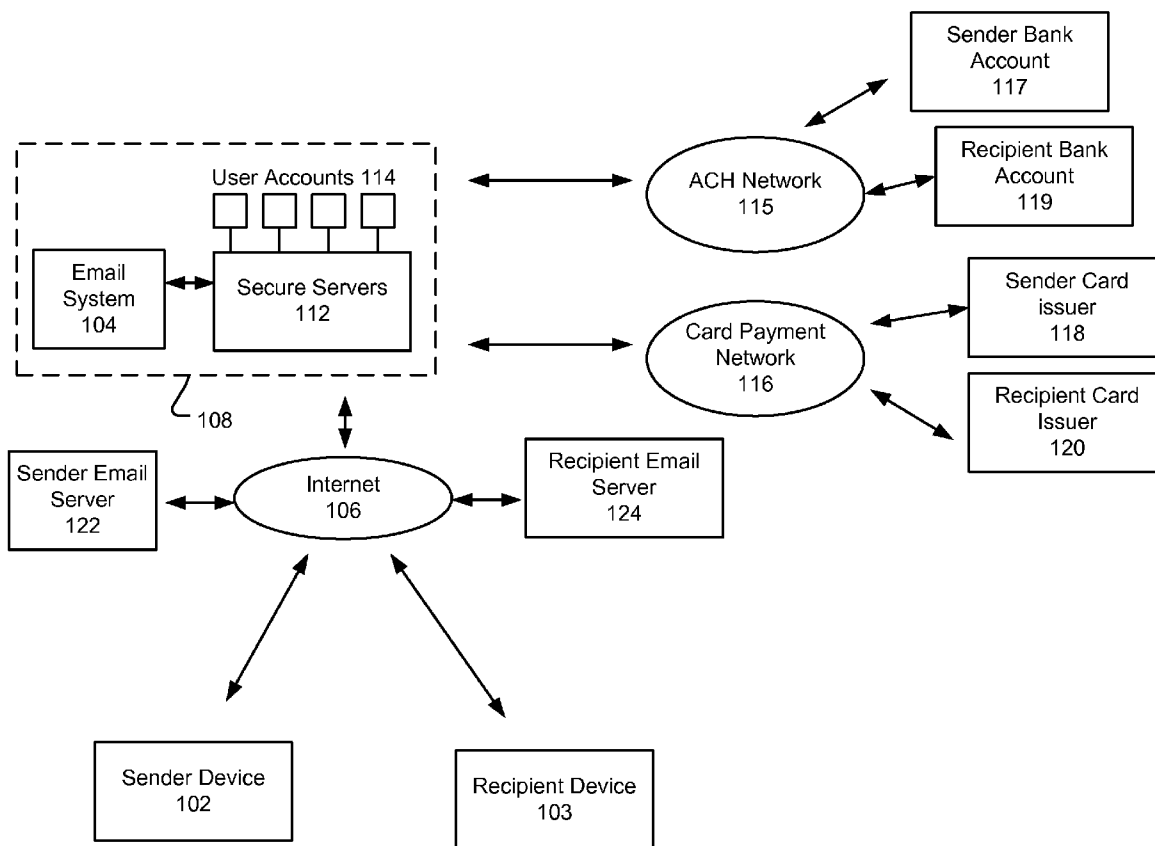 Sender Bank
Account
117
User Accounts 114
ACH Network
115
Recipient Bank
Account
119
Email
System
104
Secure Servers
112
Sender Card
issuer
118
Card Payment
Network
116
Recipient Card
Issuer
120
108
Sender Email
Server
122
Internet
106
Recipient Email
Server
124
Sender Device
102
Recipient Device
103